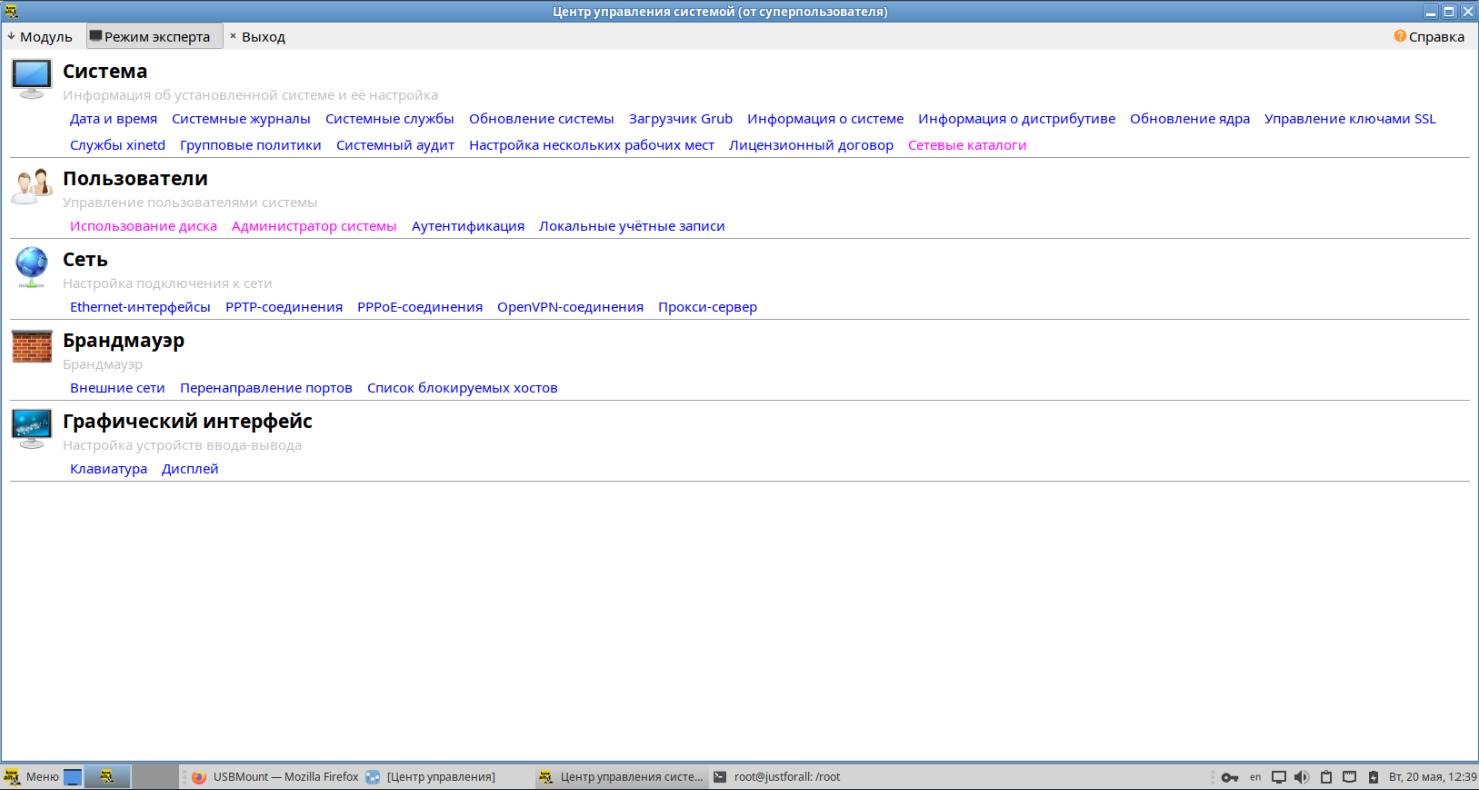 Центр управления системой (от суперпользователя)
Модуль Режим эксперта × Выход Справка
Система
Информация об установленной системе и её настройка
Дата и время Системные журналы Системные службы Обновление системы Загрузчик Grub Информация о системе Информация о дистрибутиве Обновление ядра Управление ключами SSL
Службы xinetd Групповые политики Системный аудит Настройка нескольких рабочих мест Лицензионный договор Сетевые каталоги
Пользователи
Управление пользователями системы
Использование диска Администратор системы Аутентификация Локальные учётные записи
Сеть
Настройка подключения к сети
Ethernet-интерфейсы PPTP-соединения PPPoE-соединения OpenVPN-соединения Прокси-сервер
Брандмауэр
Брандмауэр
Внешние сети Перенаправление портов Список блокируемых хостов
Графический интерфейс
Настройка устройств ввода-вывода
Клавиатура Дисплей
Меню USBMount — Mozilla Firefox [Центр управления] Центр управления систе... root@justforall: /root en Вт, 20 мая, 12:39